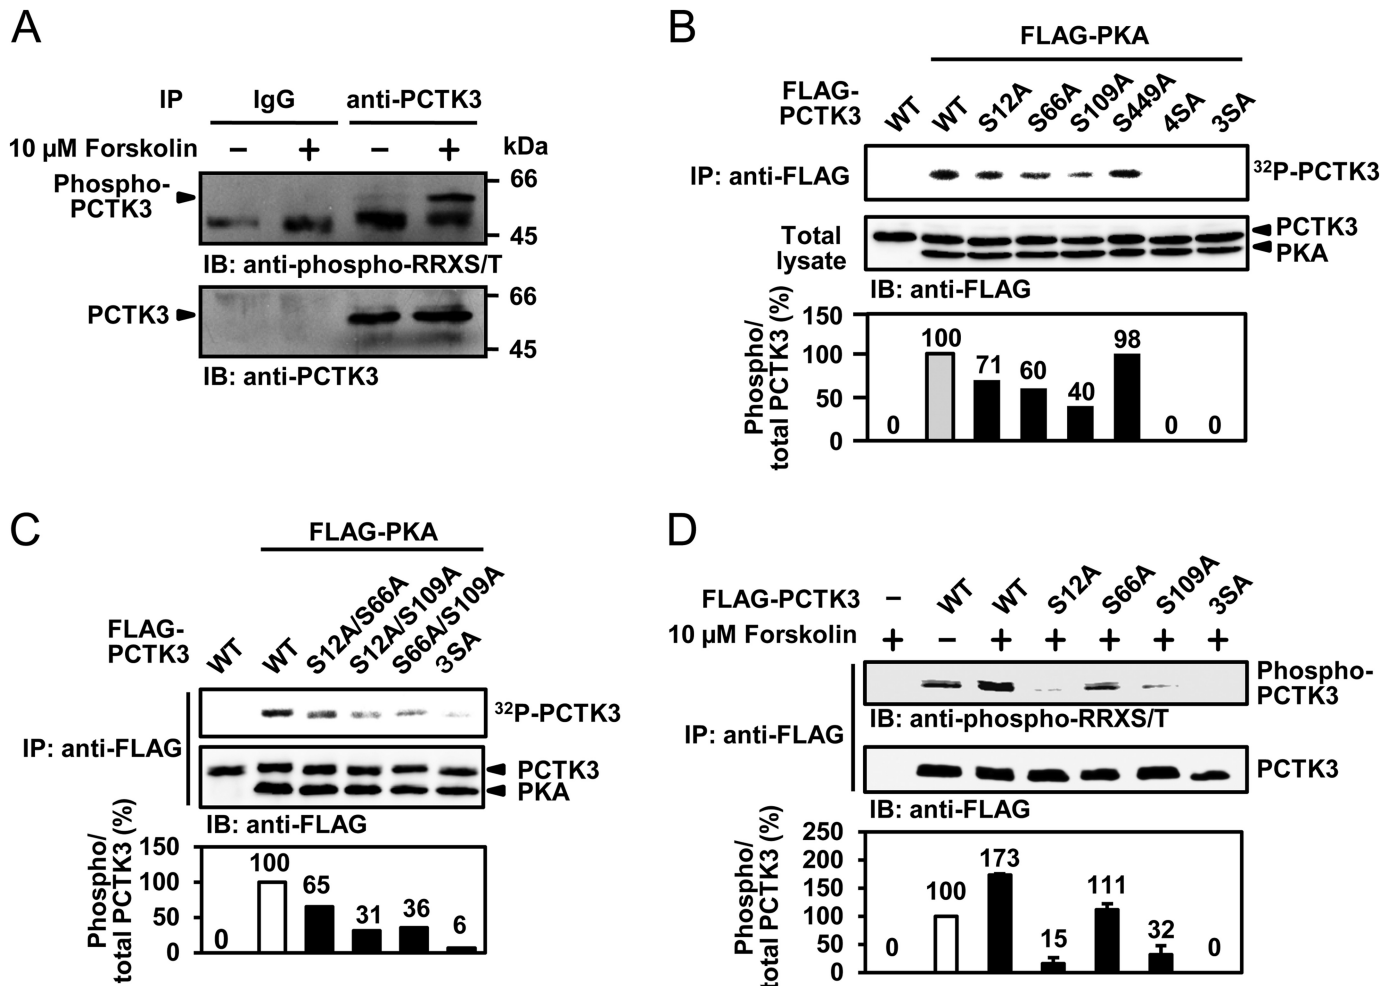 A
IP IgG anti-PCTK3
10 µM Forskolin − + − + kDa
Phospho-
PCTK3
66
45
IB: anti-phospho-RRXS/T
PCTK3
66
45
IB: anti-PCTK3
B
FLAG-PKA
FLAG-
PCTK3
WT WT S12A S66A S109A S449A 4SA 3SA
IP: anti-FLAG
32P-PCTK3
Total
lysate
PCTK3
PKA
IB: anti-FLAG
Phospho/
total PCTK3 (%)
150
100
50
0
0 100 71 60 40 98 0 0
C
FLAG-PKA
FLAG-
PCTK3
WT WT S12A/S66A S12A/S109A S66A/S109A 3SA
IP: anti-FLAG
32P-PCTK3
PCTK3
PKA
IB: anti-FLAG
Phospho/
total PCTK3 (%)
150
100
50
0
0 100 65 31 36 6
D
FLAG-PCTK3 − WT WT S12A S66A S109A 3SA
10 µM Forskolin + − + + + + +
IP: anti-FLAG
Phospho-
PCTK3
IB: anti-phospho-RRXS/T
PCTK3
IB: anti-FLAG
Phospho/
total PCTK3 (%)
250
200
150
100
50
0
0 100 173 15 111 32 0